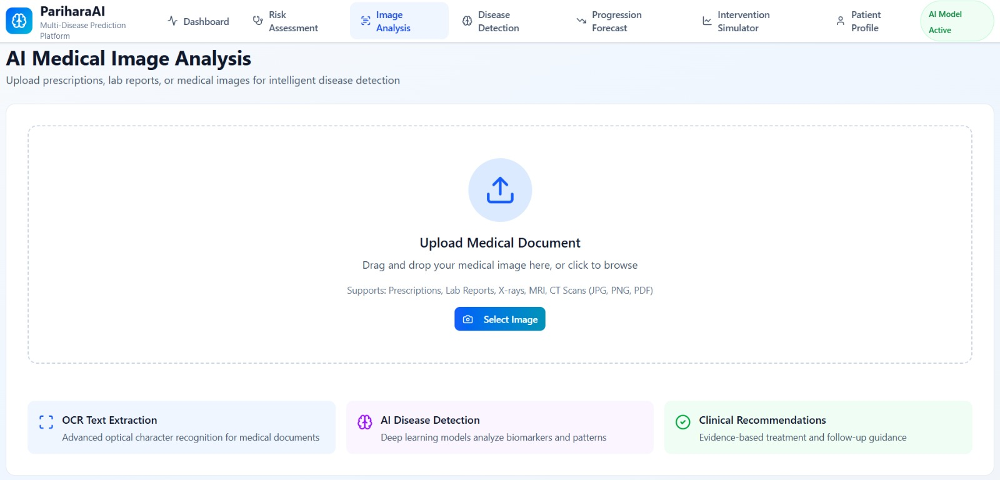 PariharaAI
Multi-Disease Prediction
Platform
Dashboard
Risk
Assessment
Image
Analysis
Disease
Detection
Progression
Forecast
Intervention
Simulator
Patient
Profile
AI Model
Active
AI Medical Image Analysis
Upload prescriptions, lab reports, or medical images for intelligent disease detection
Upload Medical Document
Drag and drop your medical image here, or click to browse
Supports: Prescriptions, Lab Reports, X-rays, MRI, CT Scans (JPG, PNG, PDF)
Select Image
OCR Text Extraction
Advanced optical character recognition for medical documents
AI Disease Detection
Deep learning models analyze biomarkers and patterns
Clinical Recommendations
Evidence-based treatment and follow-up guidance